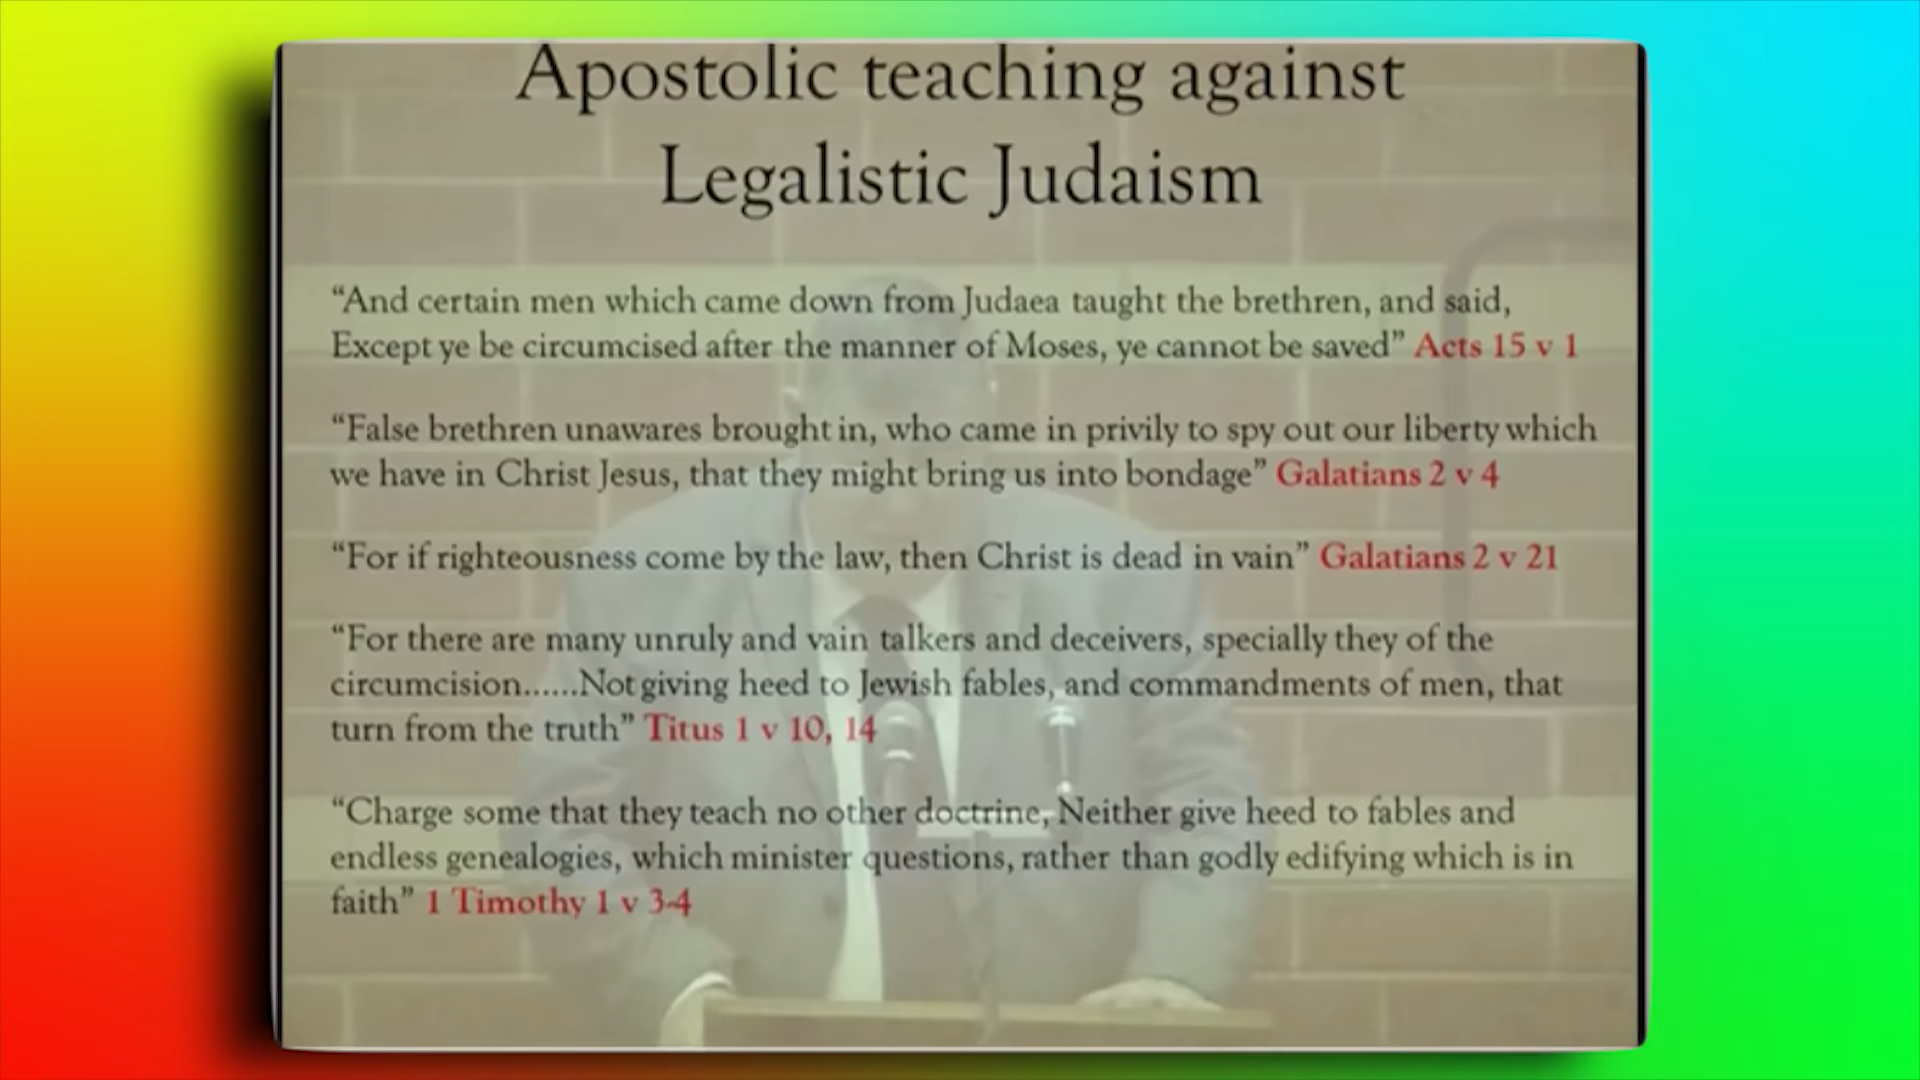 Apostolic teaching against
Legalistic Judaism
“And certain men which came down from Judaea taught the brethren, and said,
Except ye be circumcised after the manner of Moses, ye cannot be saved” Acts 15 v 1
“False brethren unawares brought in, who came in privily to spy out our liberty which
we have in Christ Jesus, that they might bring us into bondage” Galatians 2 v 4
“For if righteousness come by the law, then Christ is dead in vain” Galatians 2 v 21
“For there are many unruly and vain talkers and deceivers, specially they of the
circumcision......Not giving heed to Jewish fables, and commandments of men, that
turn from the truth” Titus 1 v 10, 14
“Charge some that they teach no other doctrine, Neither give heed to fables and
endless genealogies, which minister questions, rather than godly edifying which is in
faith” 1 Timothy 1 v 3-4